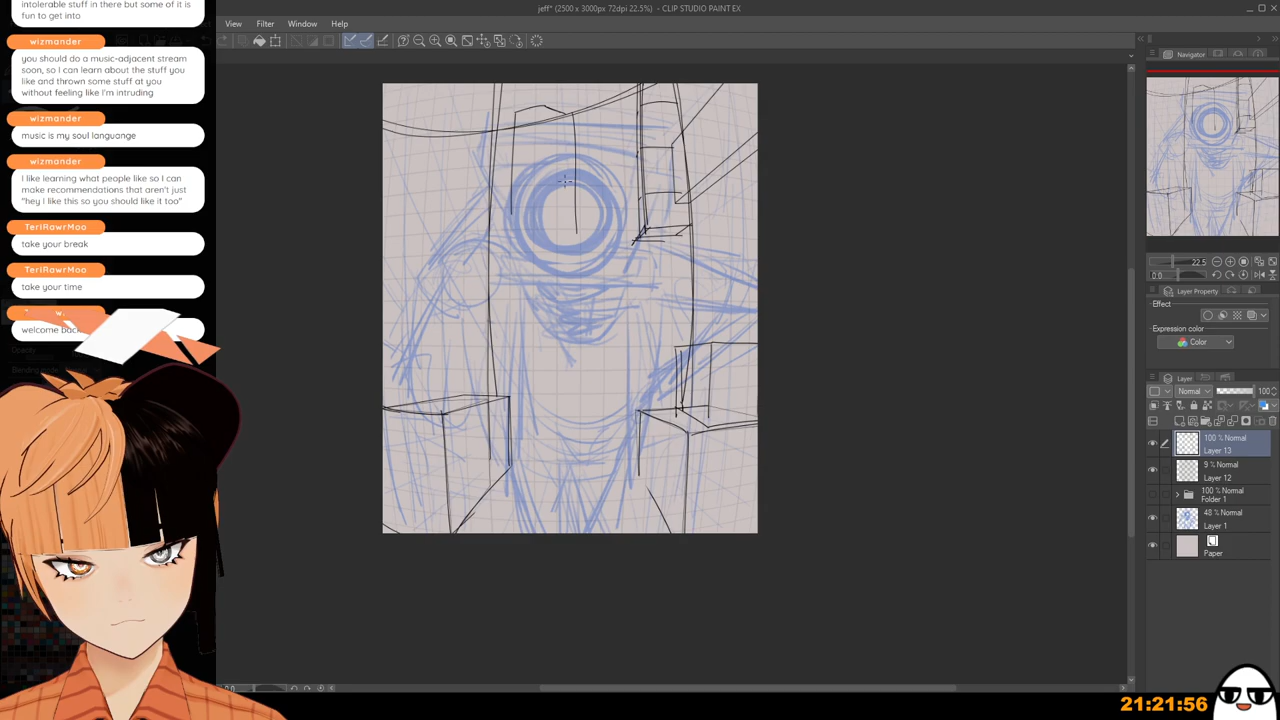 jeff* (2500 x 3000px 72dpi 22.5%) - CLIP STUDIO PAINT EX
View Filter Window Help
intolerable stuff in there but some of it is
fun to get into
wizmander
you should do a music-adjacent stream
soon, so I can learn about the stuff you
like and thrown some stuff at you
without feeling like I'm intruding
wizmander
music is my soul languange
wizmander
I like learning what people like so I can
make recommendations that aren't just
"hey I like this so you should like it too"
TeriRawrMoo
take your break
TeriRawrMoo
take your time
welcome back
Navigator
22.5
0.0
Layer Property
Effect
Expression color
Color
Layer
Normal 100
100 % Normal
Layer 13
9 % Normal
Layer 12
100 % Normal
Folder 1
48 % Normal
Layer 1
Paper
21:21:56